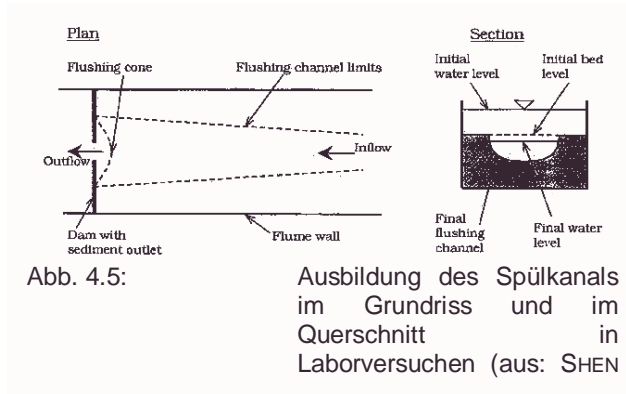 Plan
Section
Flushing cone
Flushing channel limits
Initial
water level
Initial bed
level
Outflow
Inflow
Dam with
sediment outlet
Flume wall
Final
flushing
channel
Final water
level
Abb. 4.5:
Ausbildung des Spülkanals
im Grundriss und im
Querschnitt in
Laborversuchen (aus: SHEN